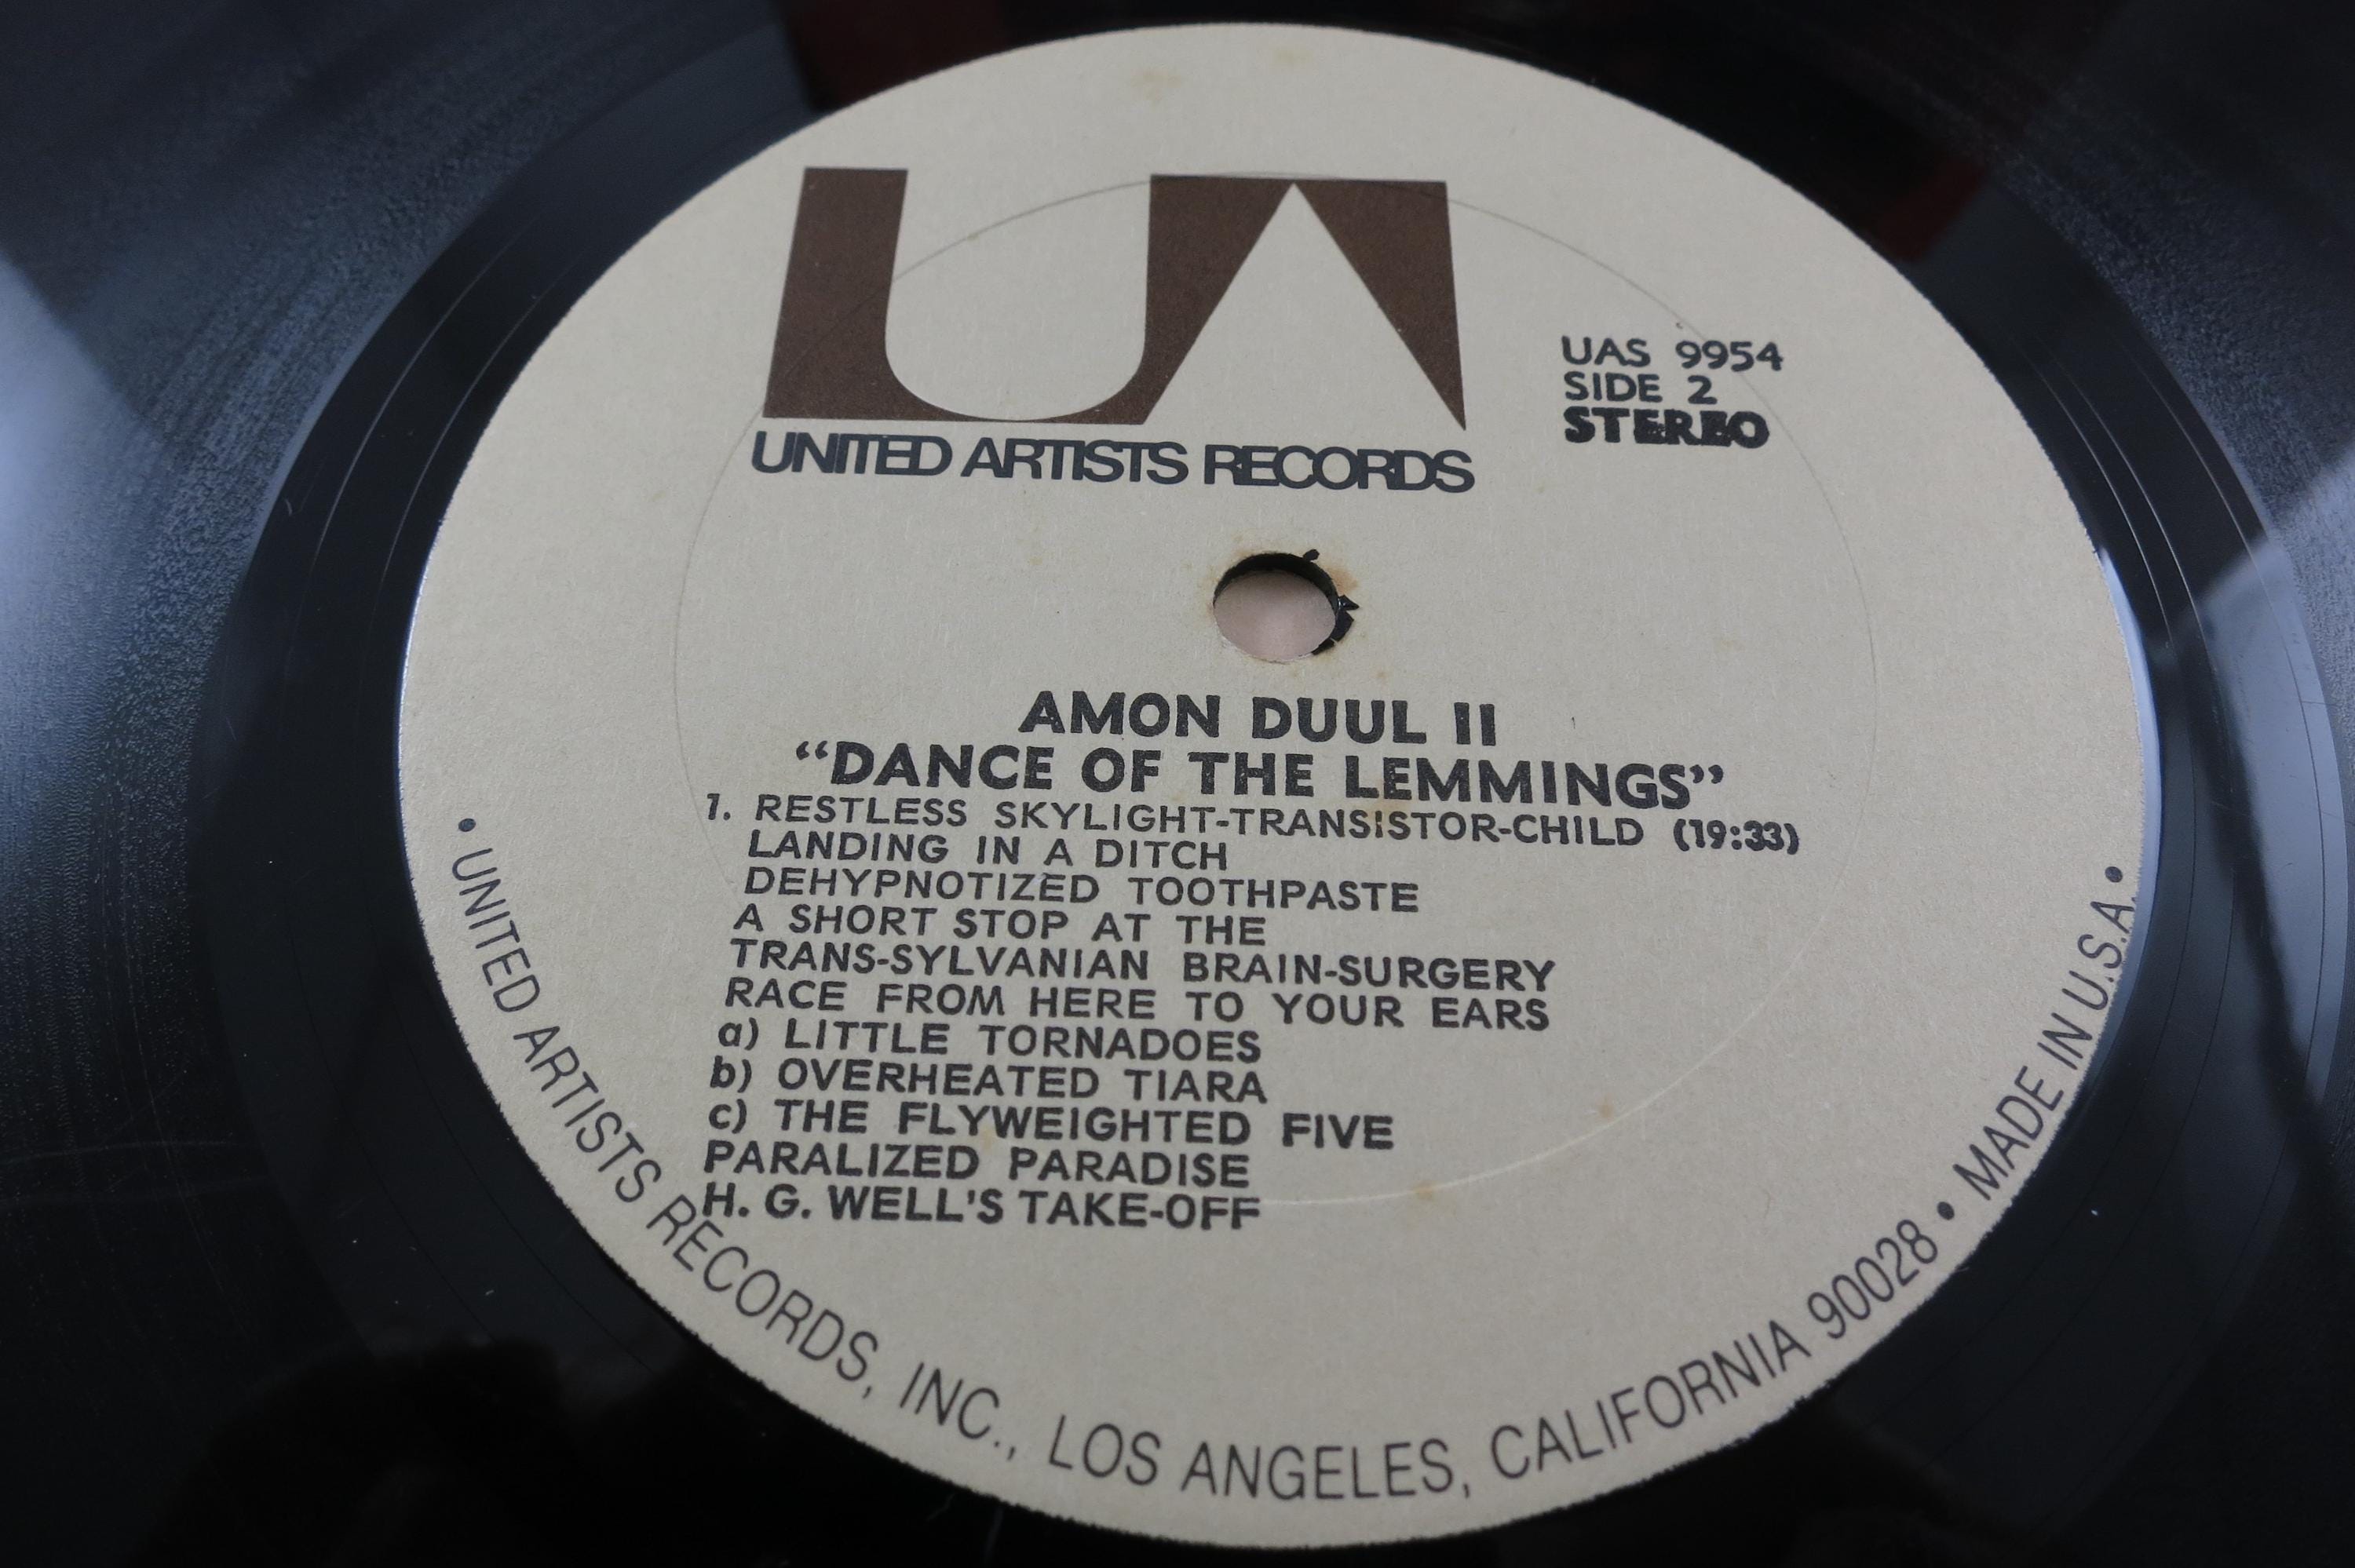 UA
UNITED ARTISTS RECORDS
UAS 9954
SIDE 2
STEREO
AMON DUUL II
“DANCE OF THE LEMMINGS”
1. RESTLESS SKYLIGHT-TRANSISTOR-CHILD (19:33)
LANDING IN A DITCH
DEHYPNOTIZED TOOTHPASTE
A SHORT STOP AT THE
TRANS-SYLVANIAN BRAIN-SURGERY
RACE FROM HERE TO YOUR EARS
a) LITTLE TORNADOES
b) OVERHEATED TIARA
c) THE FLYWEIGHTED FIVE
PARALIZED PARADISE
H. G. WELL'S TAKE-OFF
• UNITED ARTISTS RECORDS, INC., LOS ANGELES, CALIFORNIA 90028 • MADE IN U.S.A. •